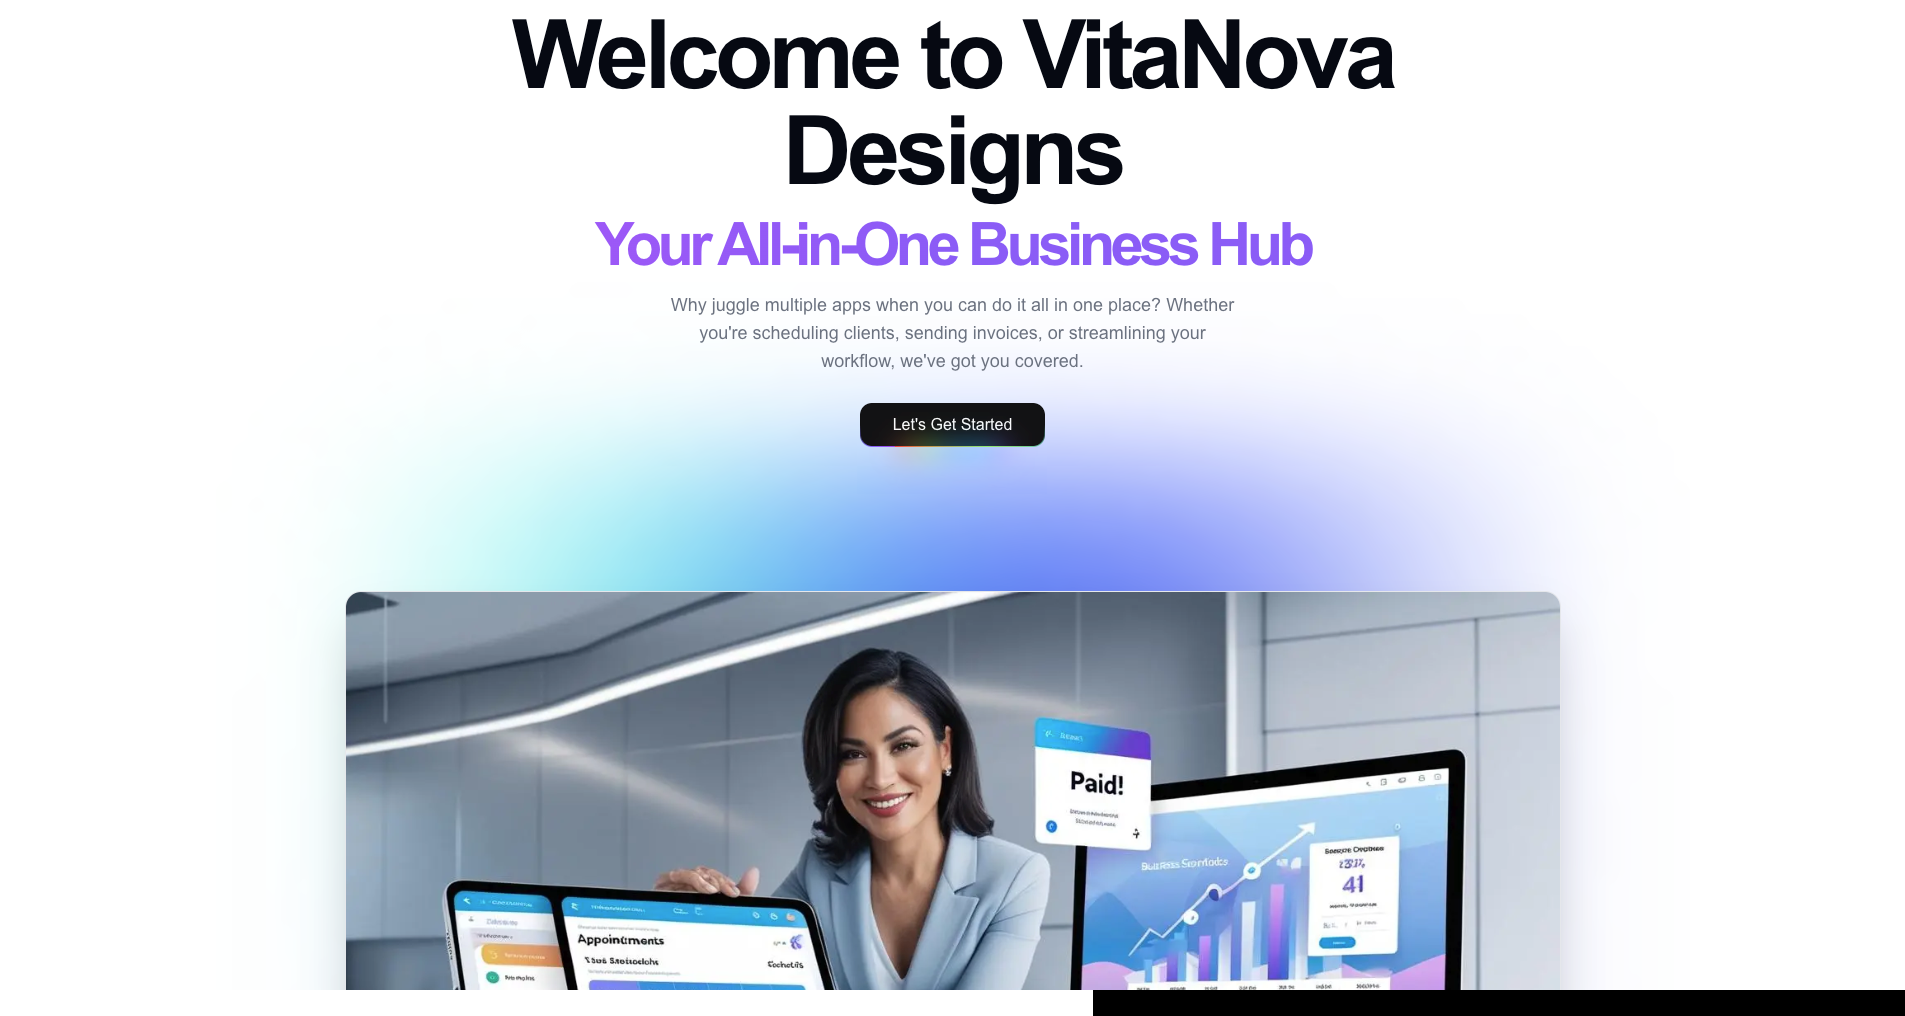 Welcome to VitaNova
Designs
Your All-in-One Business Hub
Why juggle multiple apps when you can do it all in one place? Whether
you're scheduling clients, sending invoices, or streamlining your
workflow, we've got you covered.
Let's Get Started
Paid!
Appointments
41